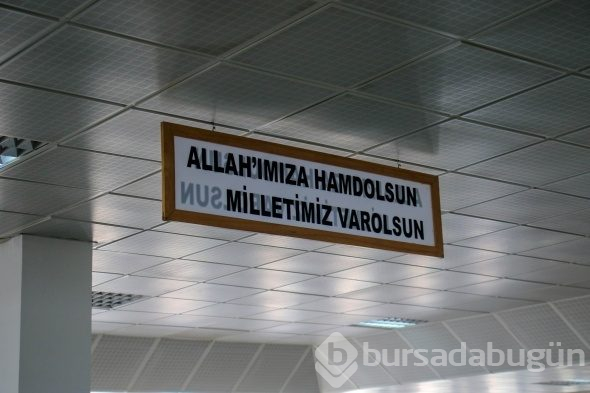 ALLAH'IMIZA HAMDOLSUN
MİLLETİMİZ VAROLSUN
bursadabugün